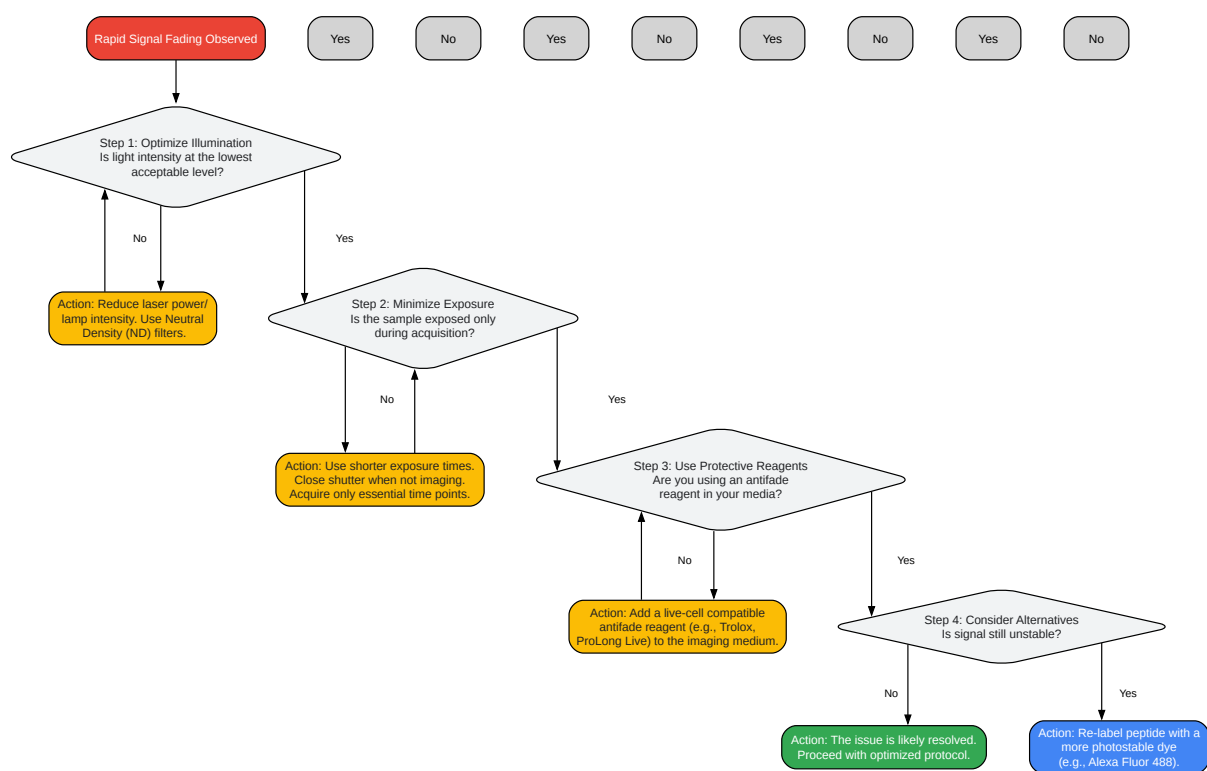 Rapid Signal Fading Observed
Yes
No
Yes
No
Yes
No
Yes
No
Step 1: Optimize Illumination
Is light intensity at the lowest
acceptable level?
No
Yes
Action: Reduce laser power/
lamp intensity. Use Neutral
Density (ND) filters.
Step 2: Minimize Exposure
Is the sample exposed only
during acquisition?
No
Yes
Action: Use shorter exposure times.
Close shutter when not imaging.
Acquire only essential time points.
Step 3: Use Protective Reagents
Are you using an antifade
reagent in your media?
No
Yes
Action: Add a live-cell compatible
antifade reagent (e.g., Trolox,
ProLong Live) to the imaging medium.
Step 4: Consider Alternatives
Is signal still unstable?
No
Yes
Action: The issue is likely resolved.
Proceed with optimized protocol.
Action: Re-label peptide with a
more photostable dye
(e.g., Alexa Fluor 488).